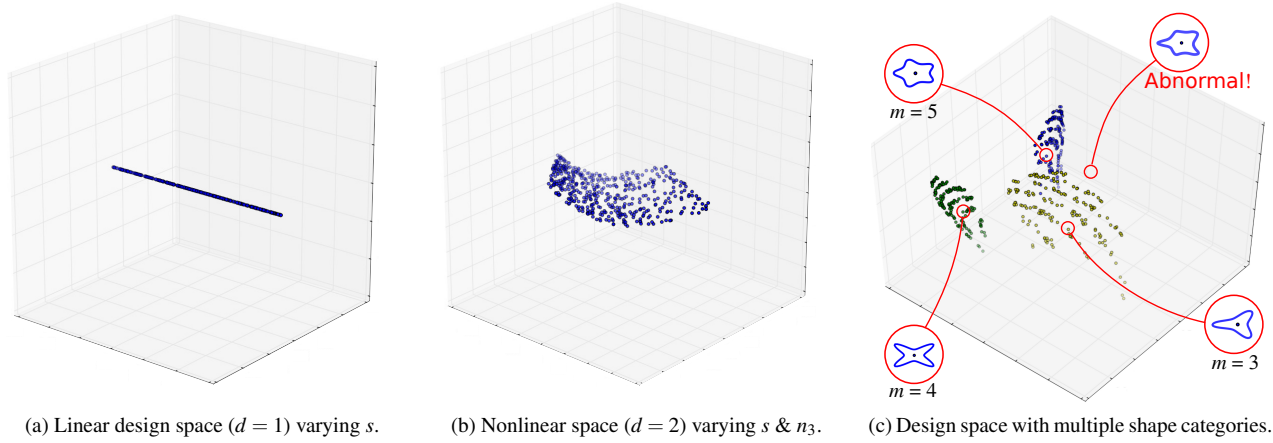 Abnormal!
m = 5
m = 3
m = 4
(a) Linear design space (d = 1) varying s.
(b) Nonlinear space (d = 2) varying s & n₃.
(c) Design space with multiple shape categories.